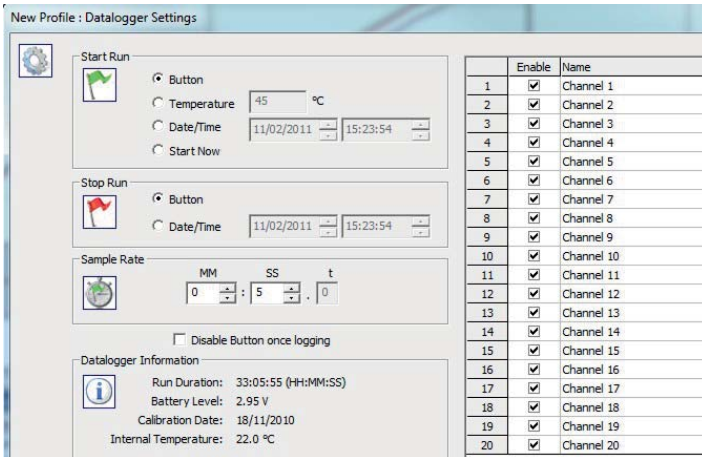 New Profile : Datalogger Settings
Start Run
Button
Temperature 45 °C
Date/Time 11/02/2011 15:23:54
Start Now
Stop Run
Button
Date/Time 11/02/2011 15:23:54
Sample Rate
MM SS t
0 : 5 . 0
Disable Button once logging
Datalogger Information
Run Duration: 33:05:55 (HH:MM:SS)
Battery Level: 2.95 V
Calibration Date: 18/11/2010
Internal Temperature: 22.0 °C
Enable Name
1 Channel 1
2 Channel 2
3 Channel 3
4 Channel 4
5 Channel 5
6 Channel 6
7 Channel 7
8 Channel 8
9 Channel 9
10 Channel 10
11 Channel 11
12 Channel 12
13 Channel 13
14 Channel 14
15 Channel 15
16 Channel 16
17 Channel 17
18 Channel 18
19 Channel 19
20 Channel 20